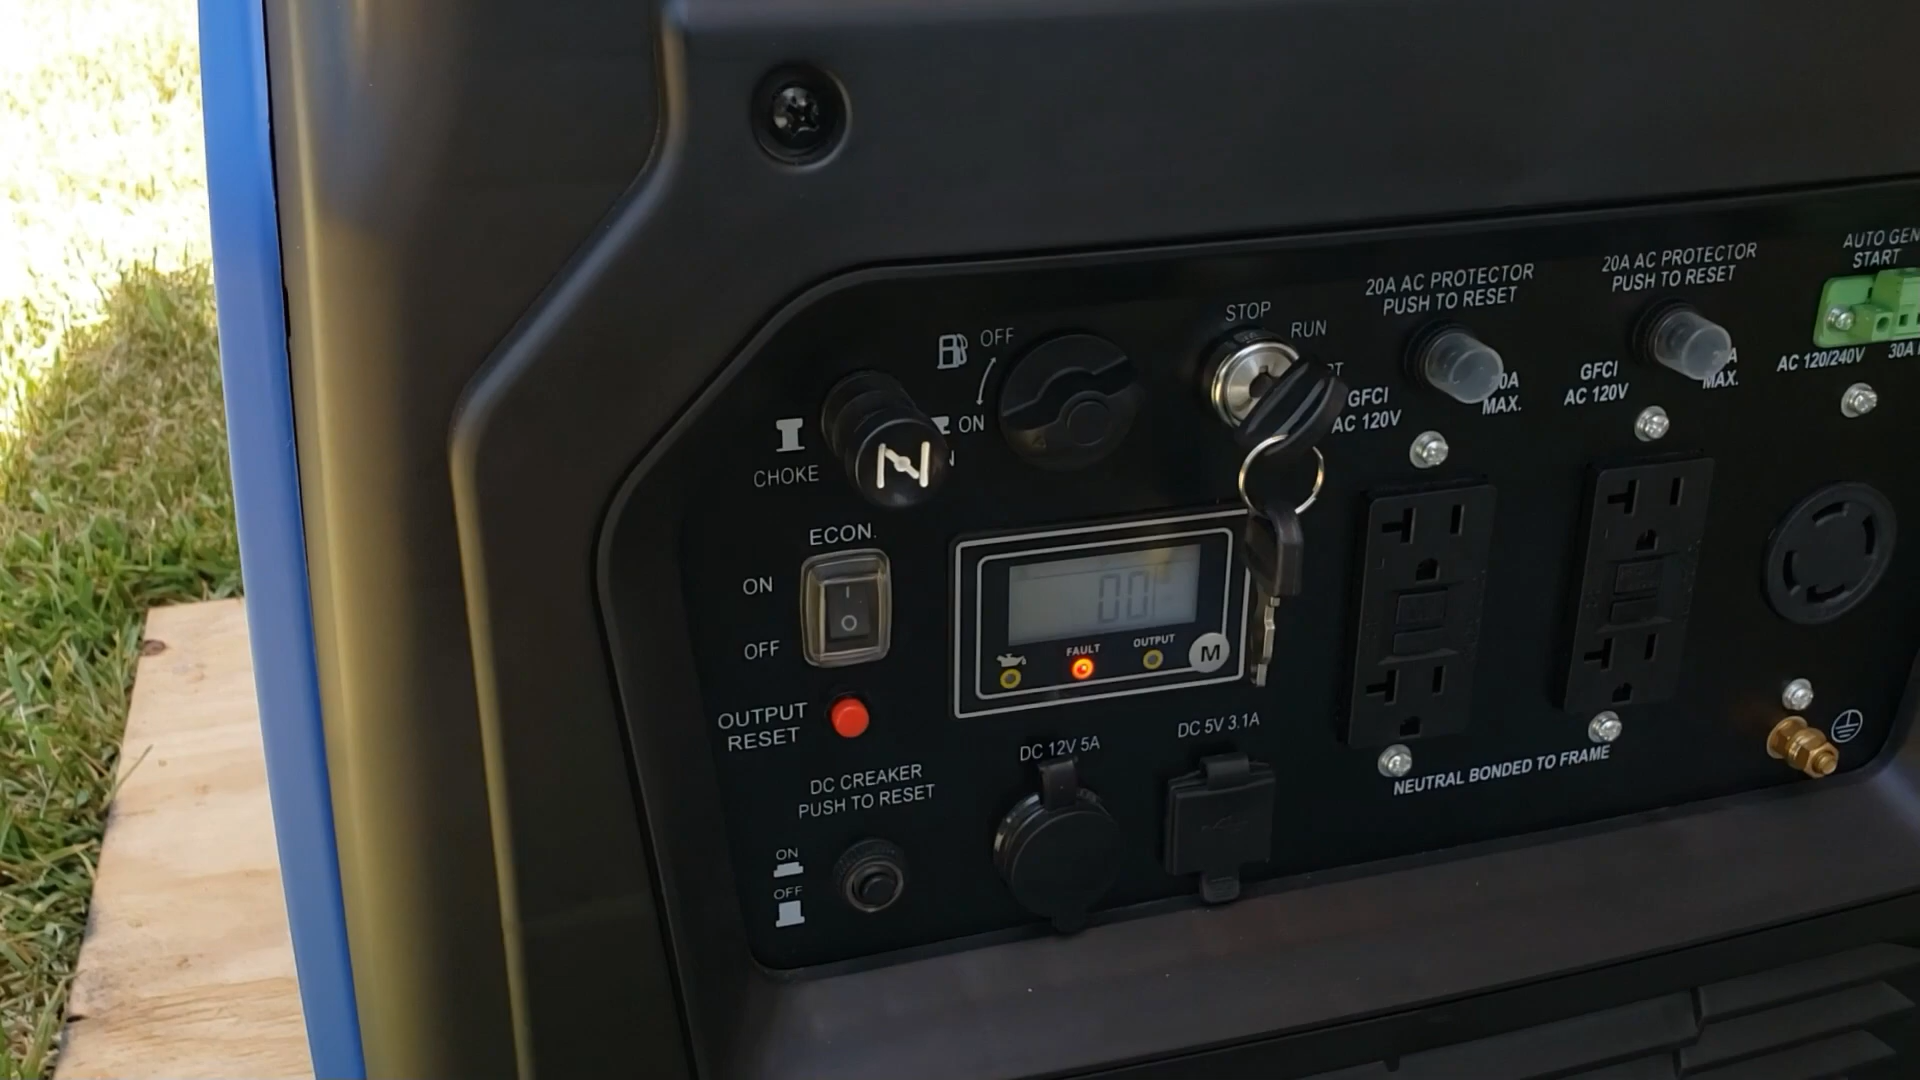 AUTO GEN
START
20A AC PROTECTOR
PUSH TO RESET
20A AC PROTECTOR
PUSH TO RESET
STOP
RUN
OFF
ON
CHOKE
GFCI
AC 120V
MAX.
GFCI
AC 120V
MAX.
AC 120/240V
30A
ECON.
ON
OFF
00
FAULT
OUTPUT
M
OUTPUT
RESET
DC CREAKER
PUSH TO RESET
ON
OFF
DC 12V 5A
DC 5V 3.1A
NEUTRAL BONDED TO FRAME